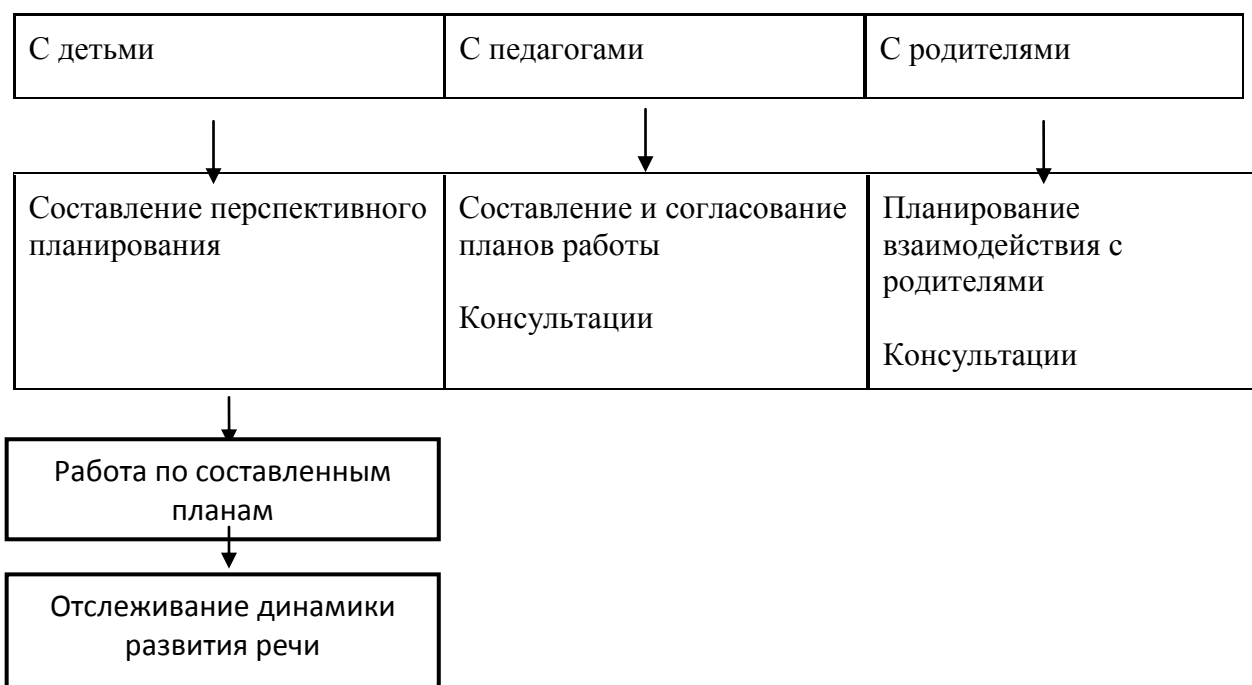 С детьми
С педагогами
С родителями
Составление перспективного
планирования
Составление и согласование
планов работы
Консультации
Планирование
взаимодействия с
родителями
Консультации
Работа по составленным
планам
Отслеживание динамики
развития речи